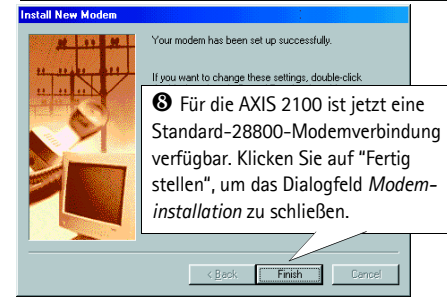 Install New Modem
Your modem has been set up successfully.
If you want to change these settings, double-click
❽ Für die AXIS 2100 ist jetzt eine
Standard-28800-Modemverbindung
verfügbar. Klicken Sie auf "Fertig
stellen", um das Dialogfeld Modem-
installation zu schließen.
< Back Finish Cancel